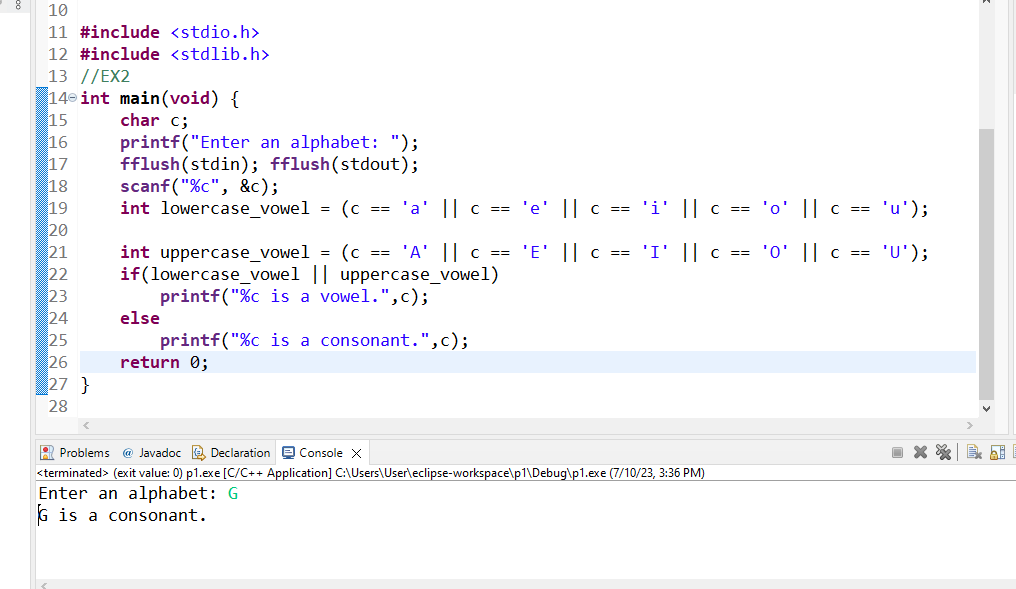 10
11 #include <stdio.h>
12 #include <stdlib.h>
13 //EX2
14 int main(void) {
15     char c;
16     printf("Enter an alphabet: ");
17     fflush(stdin); fflush(stdout);
18     scanf("%c", &c);
19     int lowercase_vowel = (c == 'a' || c == 'e' || c == 'i' || c == 'o' || c == 'u');
20
21     int uppercase_vowel = (c == 'A' || c == 'E' || c == 'I' || c == 'O' || c == 'U');
22     if(lowercase_vowel || uppercase_vowel)
23         printf("%c is a vowel.",c);
24     else
25         printf("%c is a consonant.",c);
26     return 0;
27 }
28
Problems @ Javadoc Declaration Console
<terminated> (exit value: 0) p1.exe [C/C++ Application] C:\Users\User\eclipse-workspace\p1\Debug\p1.exe (7/10/23, 3:36 PM)
Enter an alphabet: G
G is a consonant.